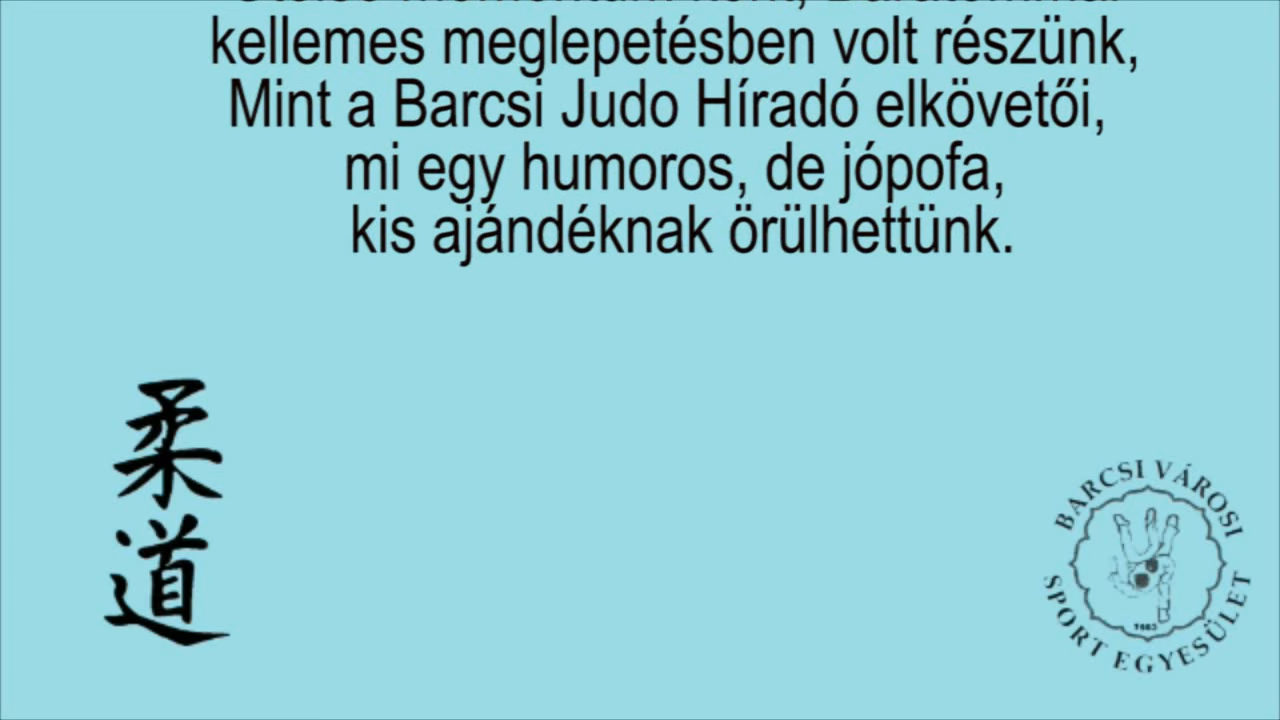 kellemes meglepetésben volt részünk,
Mint a Barcsi Judo Híradó elkövetői,
mi egy humoros, de jópofa,
kis ajándéknak örülhettünk.
柔道
BARCSI VÁROSI
SPORT EGYESÜLET